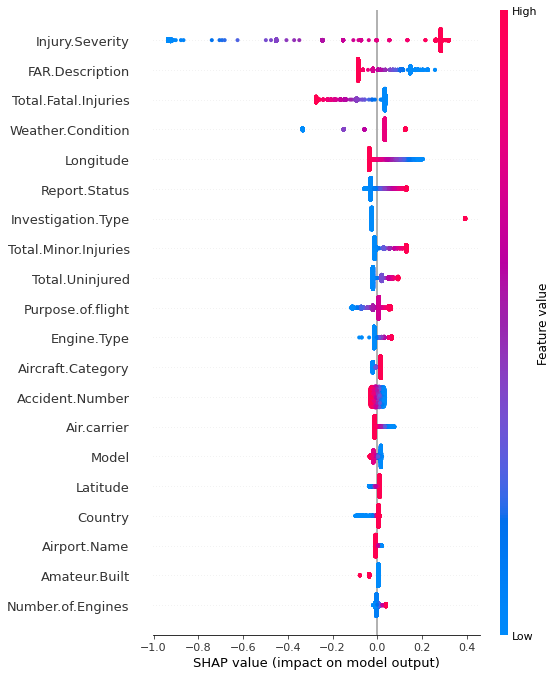 High
Injury.Severity
FAR.Description
Total.Fatal.Injuries
Weather.Condition
Longitude
Report.Status
Investigation.Type
Total.Minor.Injuries
Total.Uninjured
Purpose.of.flight
Engine.Type
Aircraft.Category
Accident.Number
Air.carrier
Model
Latitude
Country
Airport.Name
Amateur.Built
Number.of.Engines
Feature value
Low
−1.0 −0.8 −0.6 −0.4 −0.2 0.0 0.2 0.4
SHAP value (impact on model output)